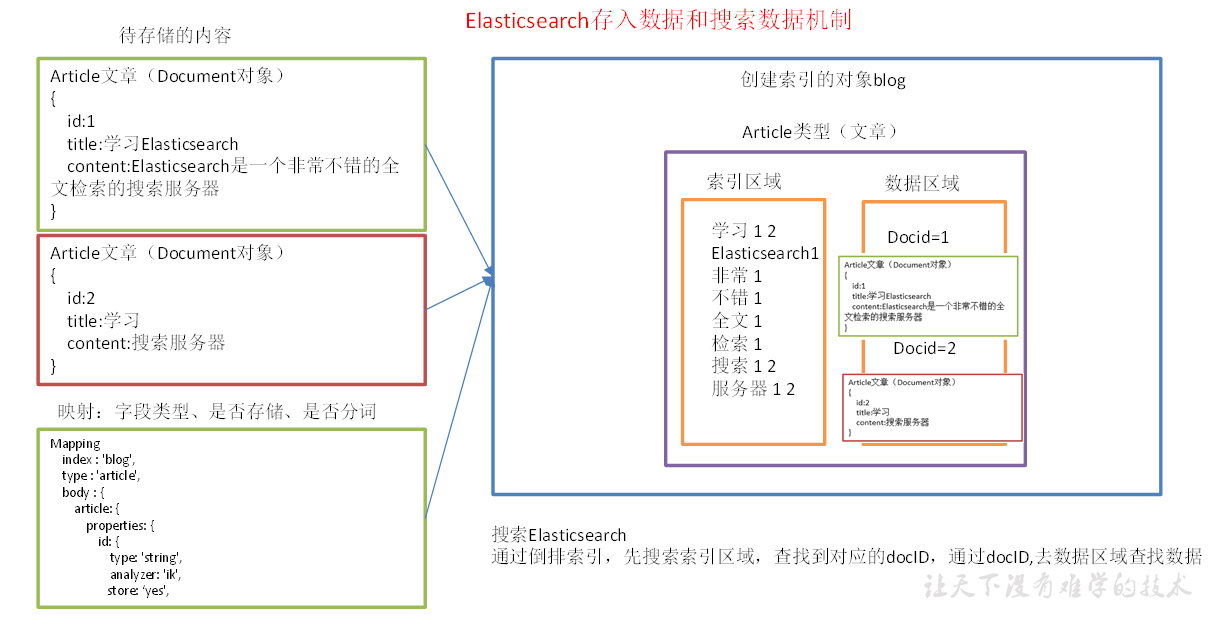 Elasticsearch存入数据和搜索数据机制
待存储的内容
Article文章（Document对象）
{
id:1
title:学习Elasticsearch
content:Elasticsearch是一个非常不错的全
文检索的搜索服务器
}
Article文章（Document对象）
{
id:2
title:学习
content:搜索服务器
}
映射：字段类型、是否存储、是否分词
Mapping
index : 'blog',
type : 'article',
body : {
article: {
properties: {
id: {
type: 'string',
analyzer: 'ik',
store: 'yes',
创建索引的对象blog
Article类型（文章）
索引区域
学习 1 2
Elasticsearch1
非常 1
不错 1
全文 1
检索 1
搜索 1 2
服务器 1 2
数据区域
Docid=1
Article文章（Document对象）
{
id:1
title:学习Elasticsearch
content:Elasticsearch是一个非常不错的全
文检索的搜索服务器
}
Docid=2
Article文章（Document对象）
{
id:2
title:学习
content:搜索服务器
}
搜索Elasticsearch
通过倒排索引，先搜索索引区域，查找到对应的docID，通过docID,去数据区域查找数据
让天下没有难学的技术